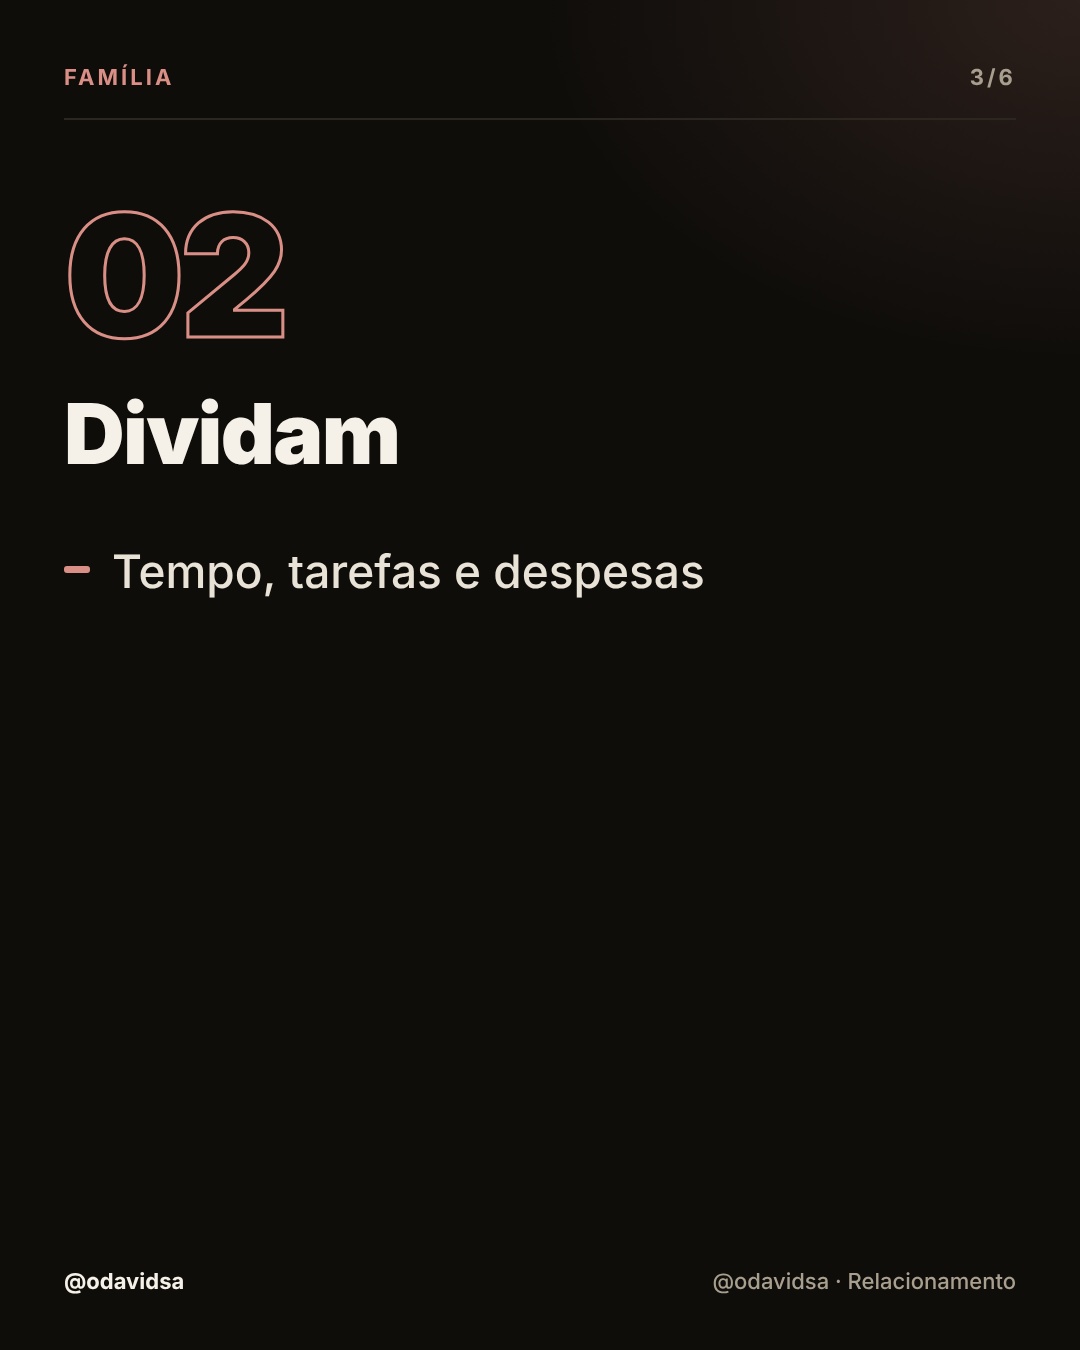 FAMÍLIA
3/6
02
Dividam
Tempo, tarefas e despesas
@odavidsa
@odavidsa · Relacionamento